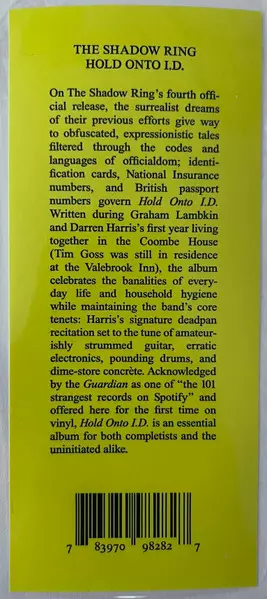 THE SHADOW RING
HOLD ONTO I.D.
On The Shadow Ring's fourth offi-
cial release, the surrealist dreams
of their previous efforts give way
to obfuscated, expressionistic tales
filtered through the codes and
languages of officialdom; identi-
fication cards, National Insurance
numbers, and British passport
numbers govern Hold Onto I.D.
Written during Graham Lambkin
and Darren Harris's first year living
together in the Coombe House
(Tim Goss was still in residence
at the Valebrook Inn), the album
celebrates the banalities of every-
day life and household hygiene
while maintaining the band's core
tenets: Harris's signature deadpan
recitation set to the tune of amateur-
ishly strummed guitar, erratic
electronics, pounding drums, and
dime-store concrète. Acknowledged
by the Guardian as one of “the 101
strangest records on Spotify” and
offered here for the first time on
vinyl, Hold Onto I.D. is an essential
album for both completists and the
uninitiated alike.
7 83970 98282 7